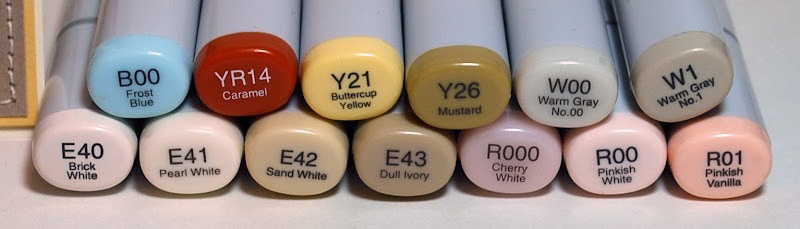 B00
Frost
Blue
YR14
Caramel
Y21
Buttercup
Yellow
Y26
Mustard
W00
Warm Gray
No.00
W1
Warm Gray
No.1
E40
Brick
White
E41
Pearl White
E42
Sand White
E43
Dull Ivory
R000
Cherry
White
R00
Pinkish
White
R01
Pinkish
Vanilla